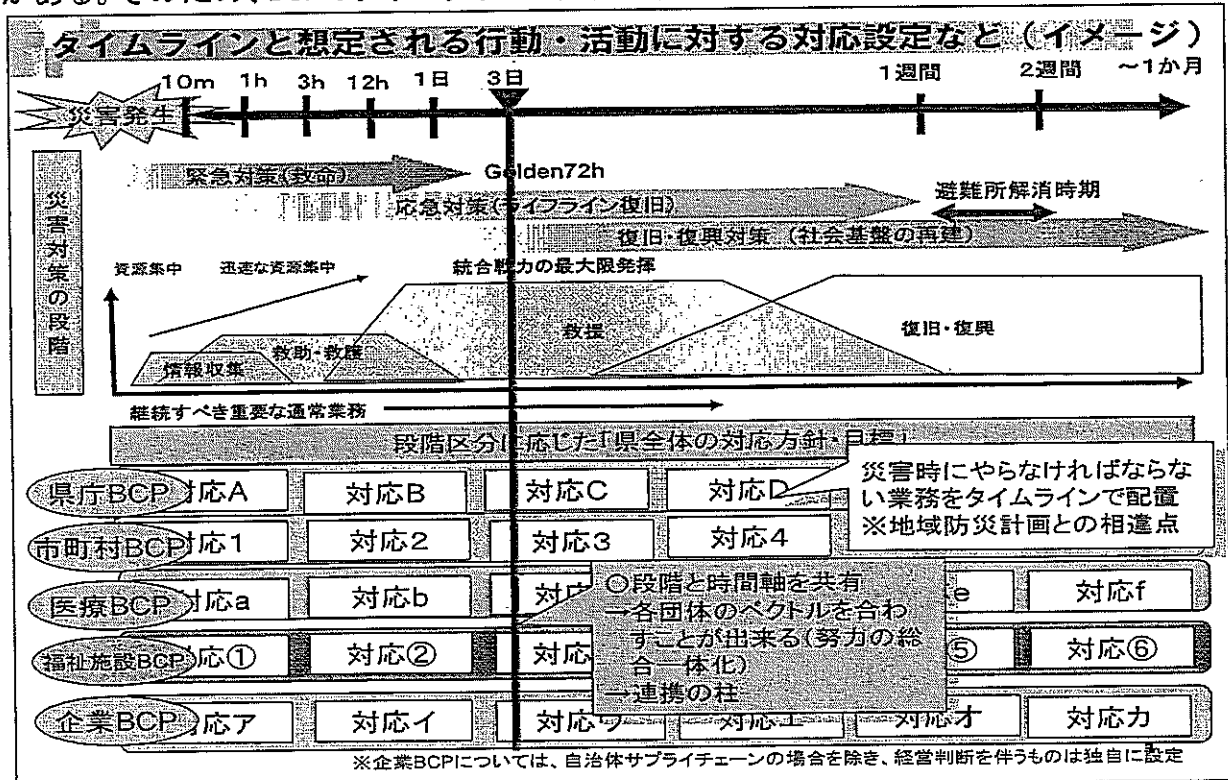 がある。そのため、
タイムラインと想定される行動・活動に対する対応設定など(イメージ)
10m 1h 3h 12h 1日 3日 1週間 2週間 ～1か月
災害発生
災害対策の段階
緊急対策(救命)
Golden72h
応急対策(ライフライン復旧)
避難所解消時期
復旧・復興対策 (社会基盤の再建)
資源集中
迅速な資源集中
統合戦力の最大限発揮
情報収集
救助・救護
救援
復旧・復興
継続すべき重要な通常業務
段階区分に応じた「県全体の対応方針・目標」
県庁BCP 対応A 対応B 対応C 対応D
災害時にやらなければならな
い業務をタイムラインで配置
※地域防災計画との相違点
市町村BCP 対応1 対応2 対応3 対応4
医療BCP 対応a 対応b 対応 e 対応f
○段階と時間軸を共有
→各団体のベクトルを合わ
すことが出来る(努力の総
合一体化)
→連携の柱
福祉施設BCP 応① 対応② 対応 ⑤ 対応⑥
企業BCP 応ア 対応イ 対応ウ 対応エ 対応オ 対応カ
※企業BCPについては、自治体サプライチェーンの場合を除き、経営判断を伴うものは独自に設定